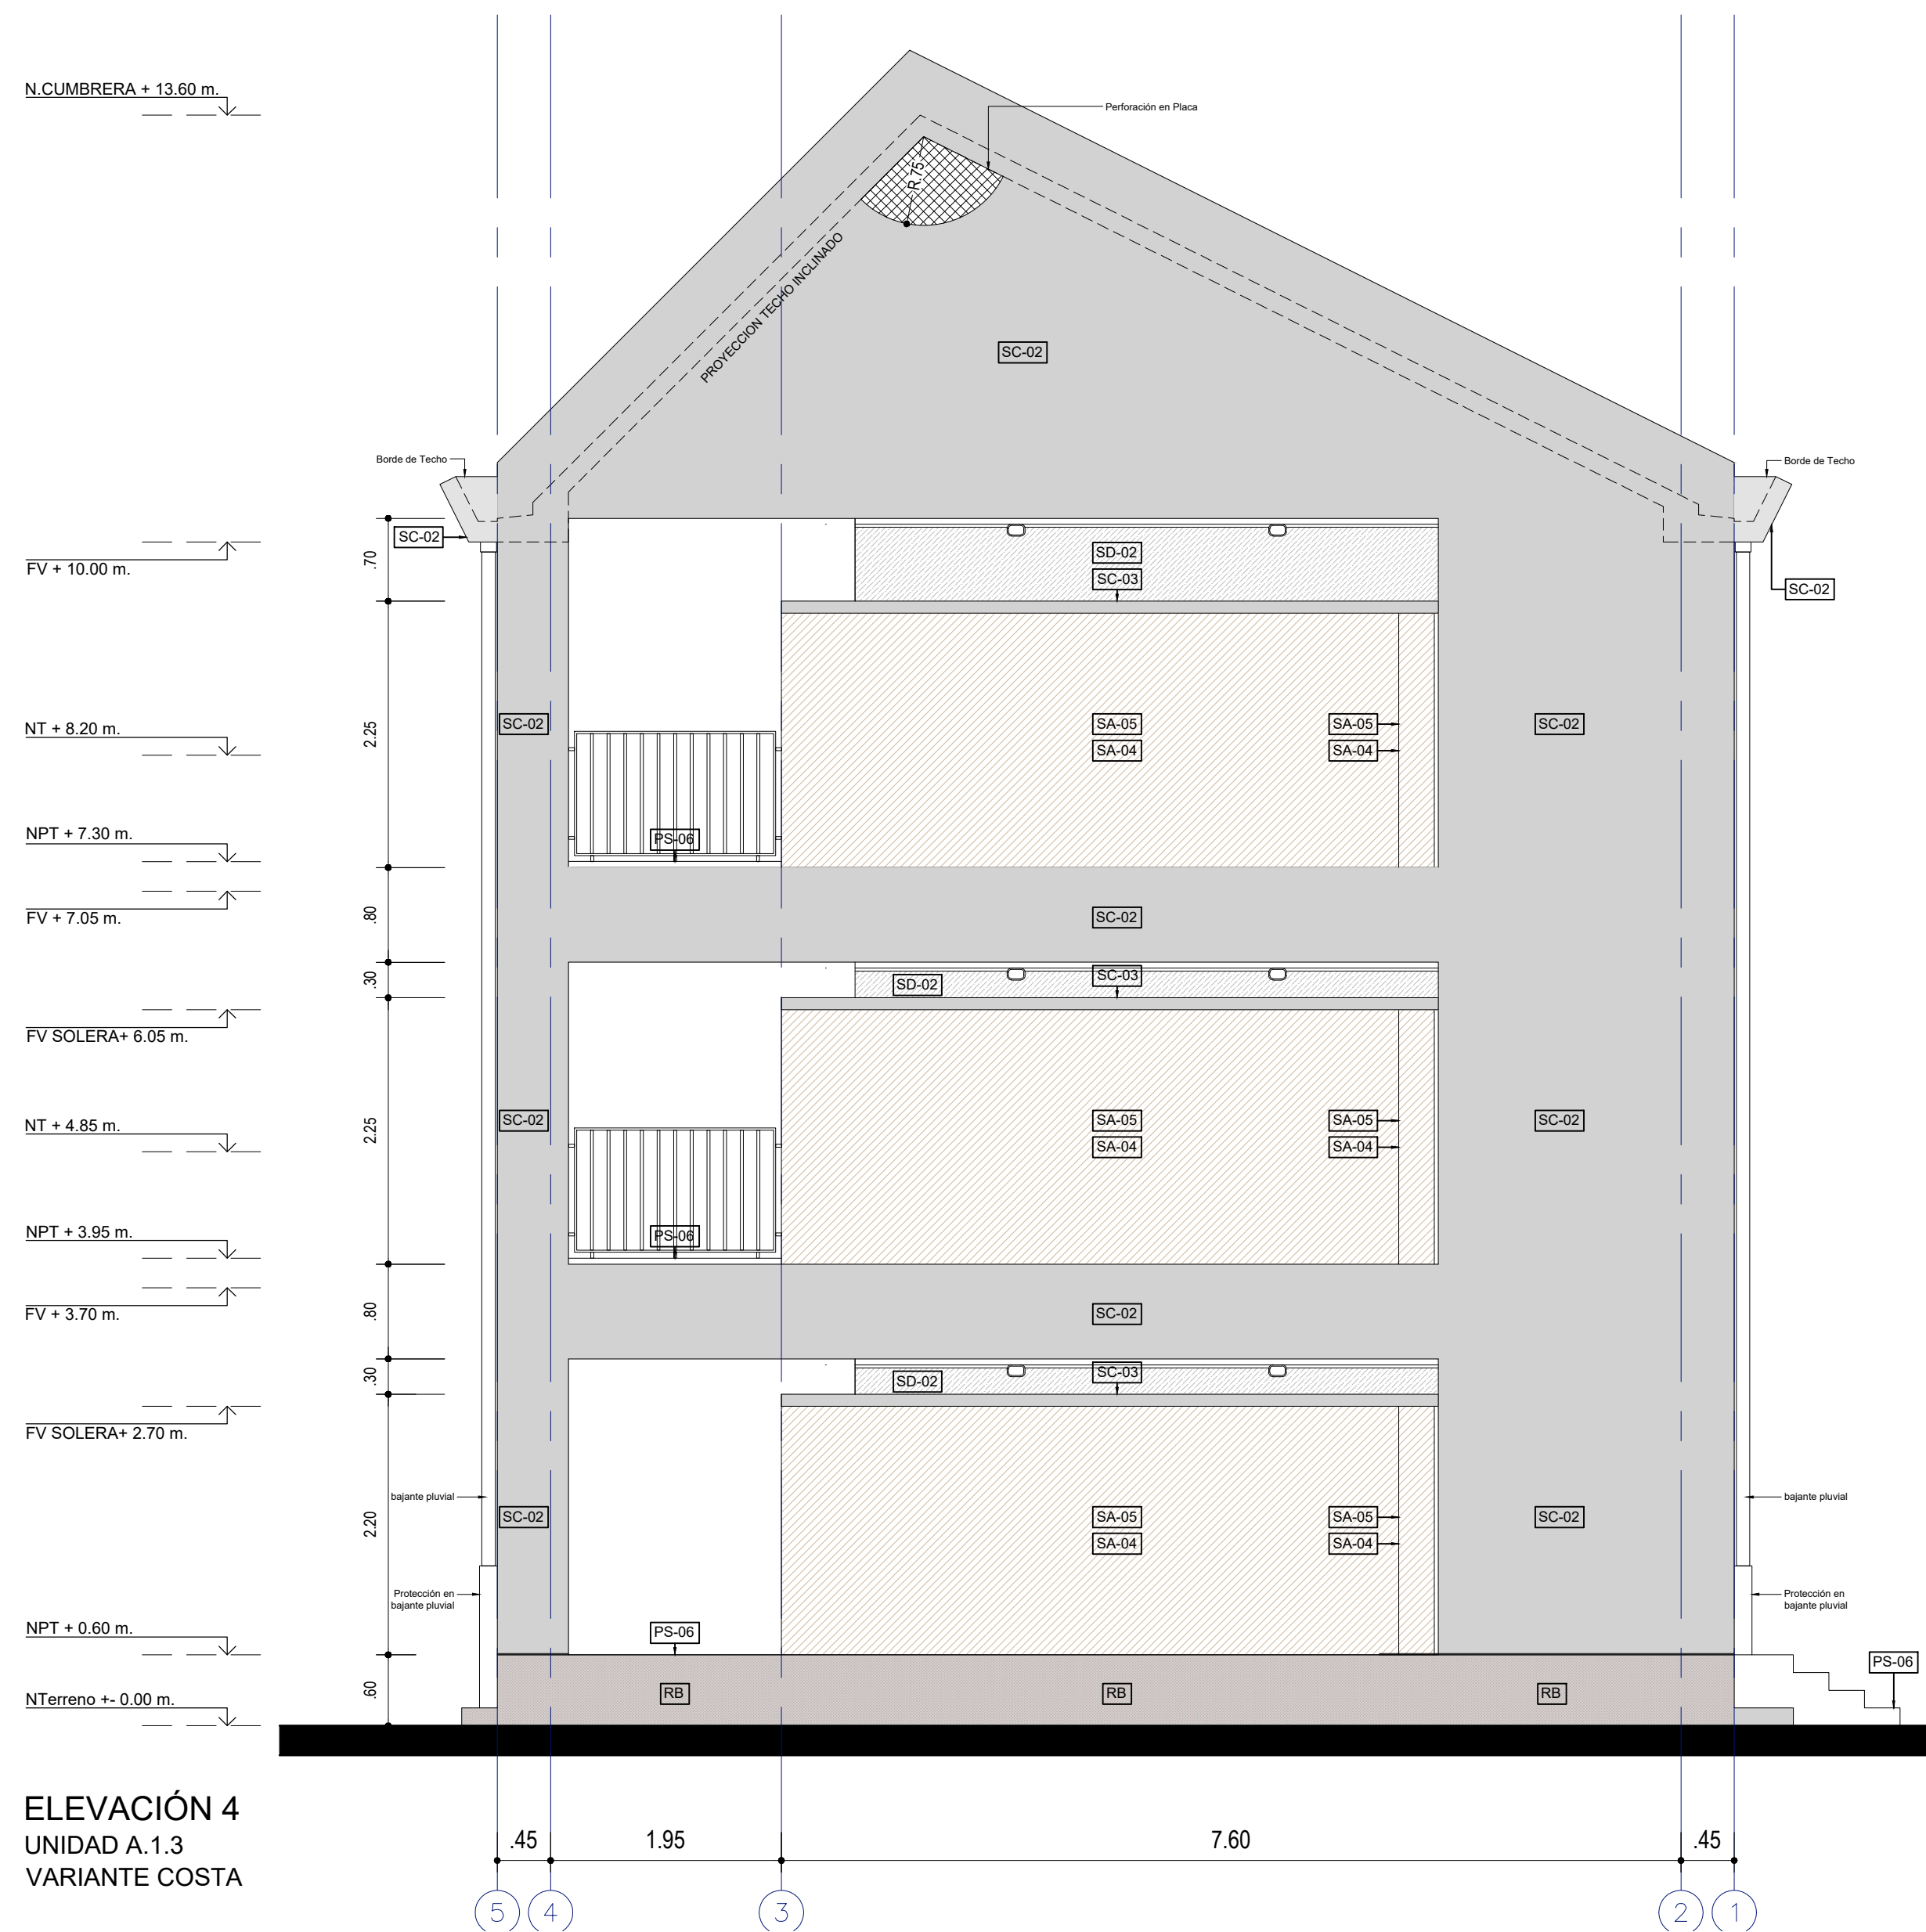 N.CUMBRERA + 13.60 m.
Perforación en Placa
R.75
PROYECCION TECHO INCLINADO
SC-02
Borde de Techo
Borde de Techo
SC-02
FV + 10.00 m.
.70
SD-02
SC-03
SC-02
NT + 8.20 m.
2.25
SC-02
SA-05
SA-04
SA-05
SA-04
SC-02
NPT + 7.30 m.
PS-06
FV + 7.05 m.
.80
SC-02
.30
SD-02
SC-03
FV SOLERA+ 6.05 m.
NT + 4.85 m.
2.25
SC-02
SA-05
SA-04
SA-05
SA-04
SC-02
NPT + 3.95 m.
PS-06
FV + 3.70 m.
.80
SC-02
.30
SD-02
SC-03
FV SOLERA+ 2.70 m.
bajante pluvial
2.20
SC-02
SA-05
SA-04
SA-05
SA-04
SC-02
bajante pluvial
Protección en
bajante pluvial
Protección en
bajante pluvial
NPT + 0.60 m.
PS-06
PS-06
NTerreno +- 0.00 m.
.60
RB
RB
RB
ELEVACIÓN 4
UNIDAD A.1.3
VARIANTE COSTA
.45
1.95
7.60
.45
5
4
3
2
1